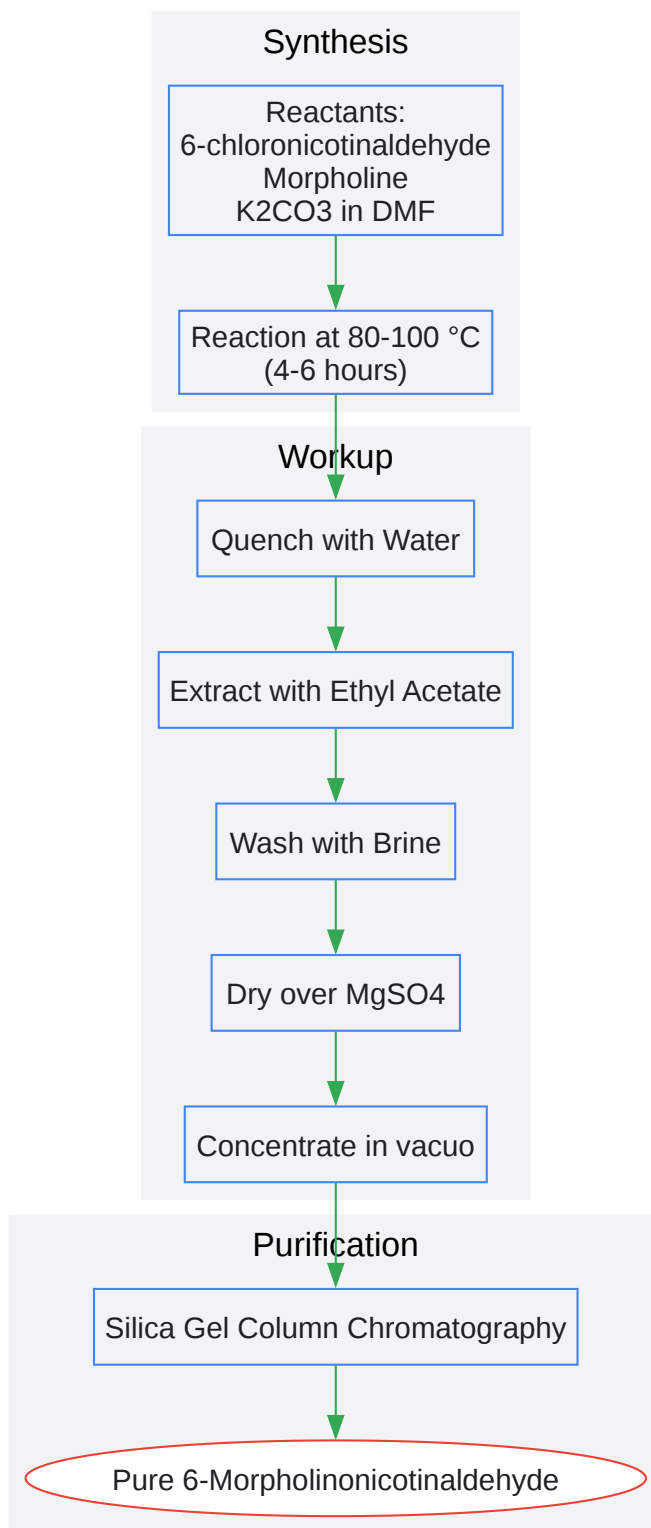 Synthesis
Reactants:
6-chloronicotinaldehyde
Morpholine
K2CO3 in DMF
Reaction at 80-100 °C
(4-6 hours)
Workup
Quench with Water
Extract with Ethyl Acetate
Wash with Brine
Dry over MgSO4
Concentrate in vacuo
Purification
Silica Gel Column Chromatography
Pure 6-Morpholinonicotinaldehyde